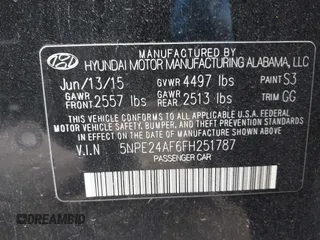 MANUFACTURED BY
HYUNDAI MOTOR MANUFACTURING ALABAMA, LLC
Jun/13/15 GVWR 4497 lbs PAINT S3
GAWR FRONT 2557 lbs GAWR REAR 2513 lbs TRIM GG
THIS VEHICLE CONFORMS TO ALL APPLICABLE U.S.A. FEDERAL
MOTOR VEHICLE SAFETY, BUMPER, AND THEFT PREVENTION
STANDARDS IN EFFECT ON THE DATE OF MANUFACTURE SHOWN ABOVE.
V.I.N 5NPE24AF6FH251787
PASSENGER CAR
DREAMBID